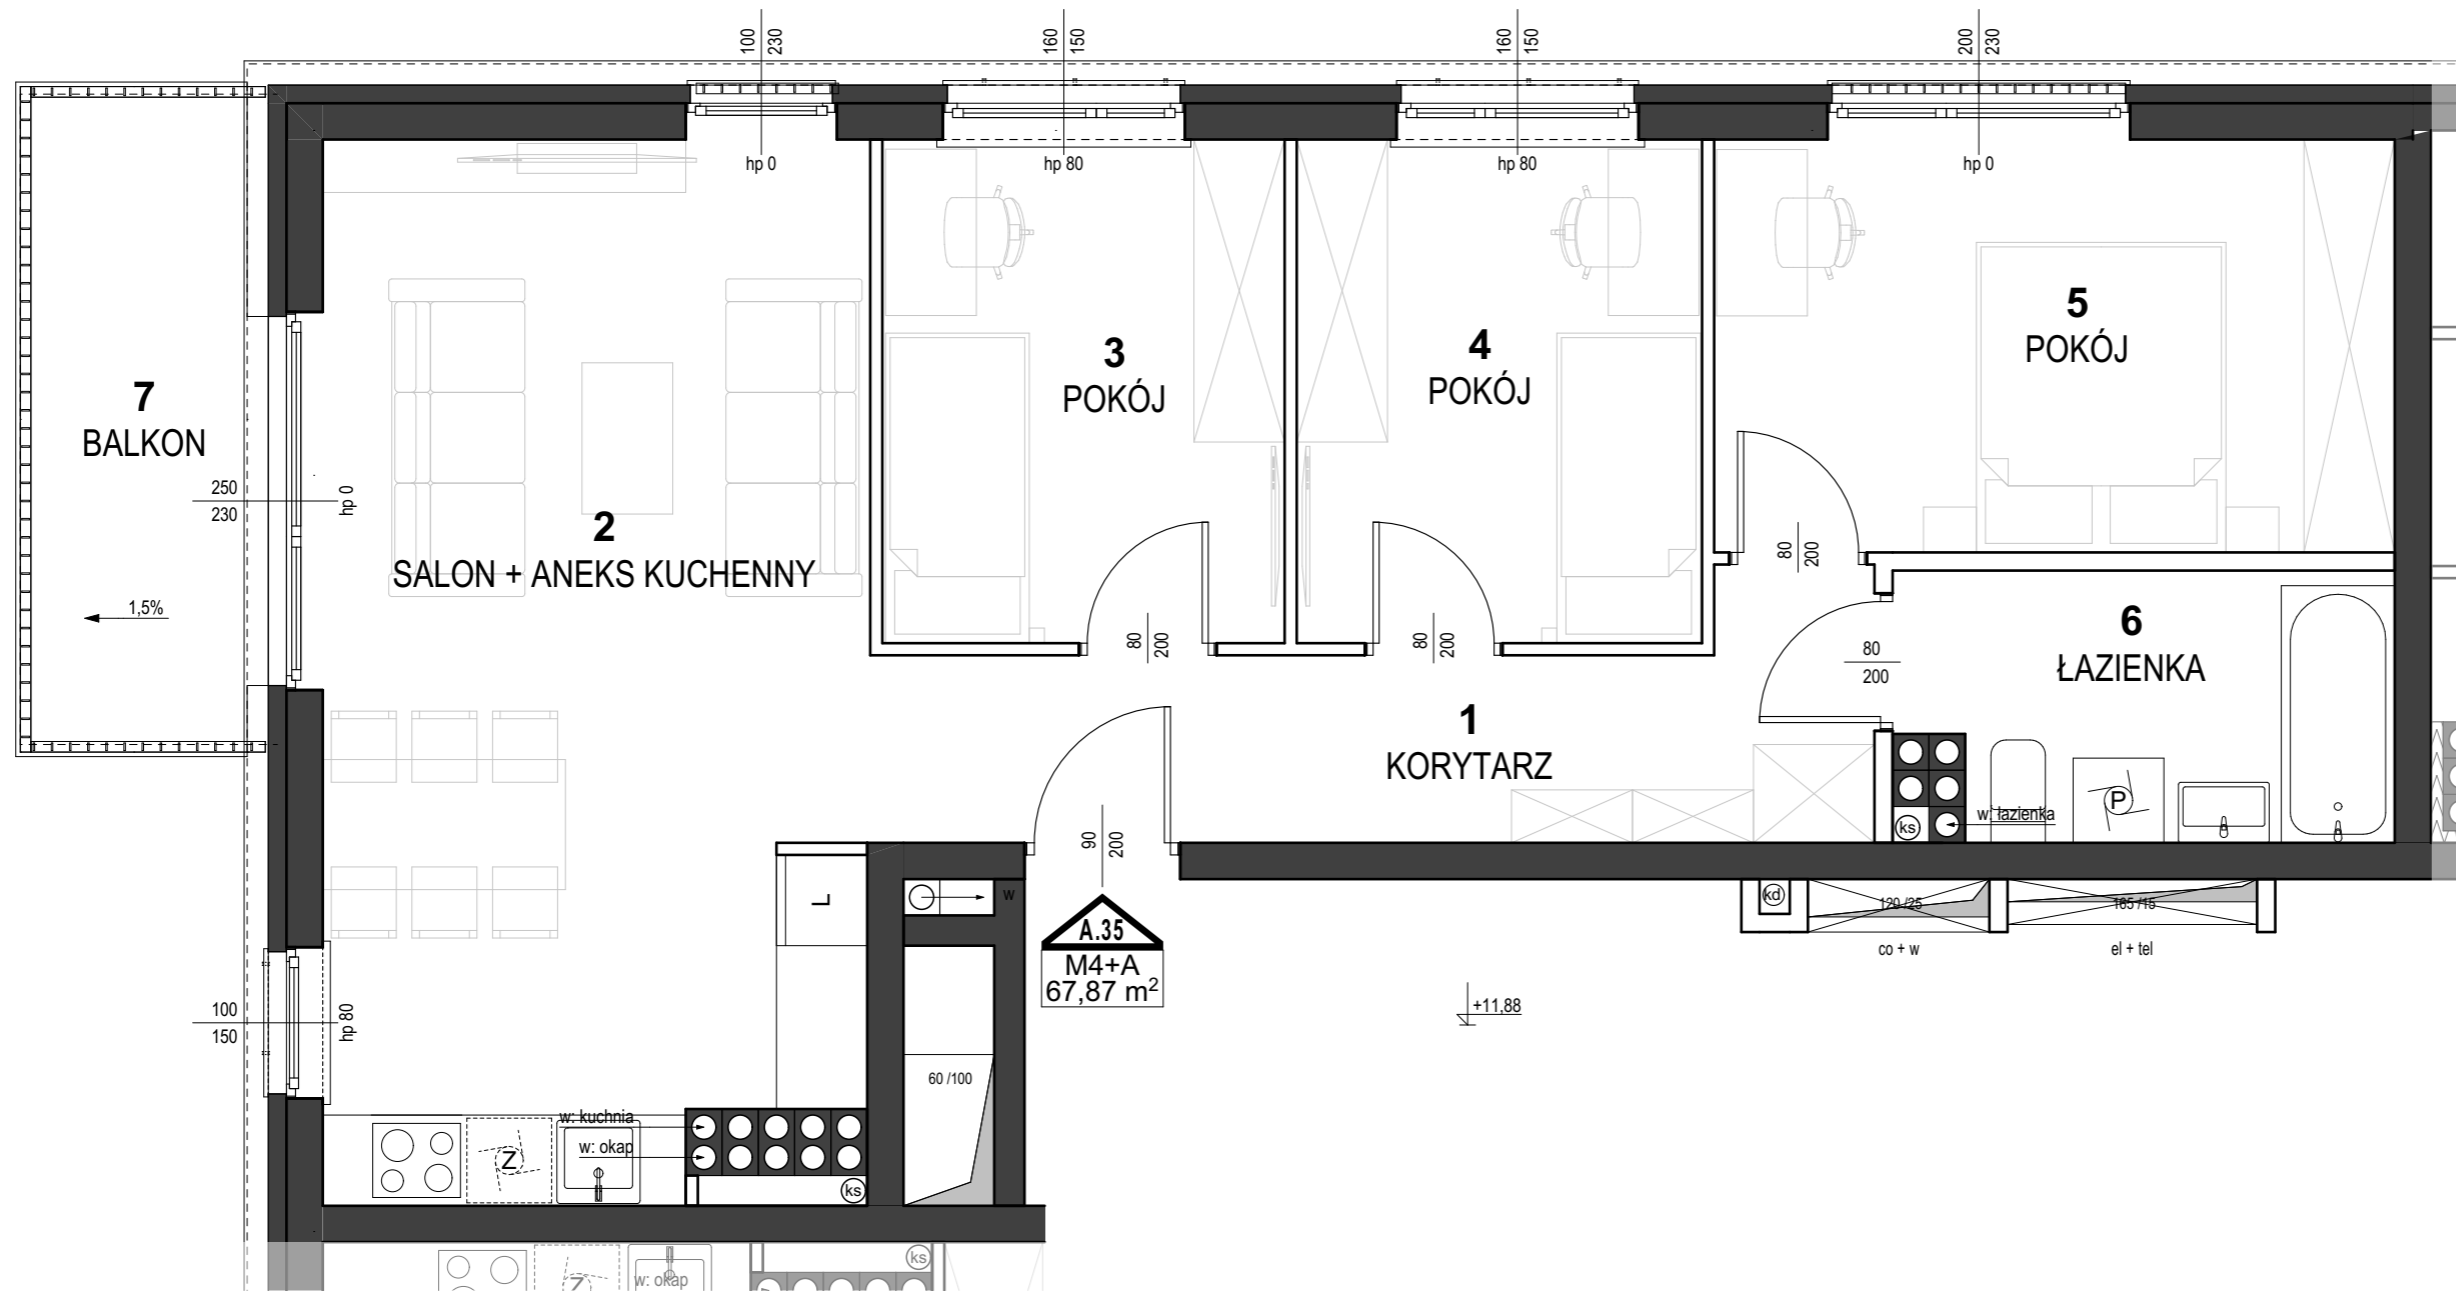 100
230
160
150
160
150
200
230
hp 0
hp 80
hp 80
hp 0
5
POKÓJ
3
POKÓJ
4
POKÓJ
7
BALKON
250
230
hp 0
2
SALON + ANEKS KUCHENNY
1,5%
80
200
80
200
80
200
80
200
6
ŁAZIENKA
1
KORYTARZ
P
w: łazienka
ks
90
200
L
w
kd
120 /25
165 /15
co + w
el + tel
A.35
M4+A
67,87 m²
+11,88
100
150
hp 80
60 /100
w: kuchnia
w: okap
Z
ks
ks
Z
w: okap